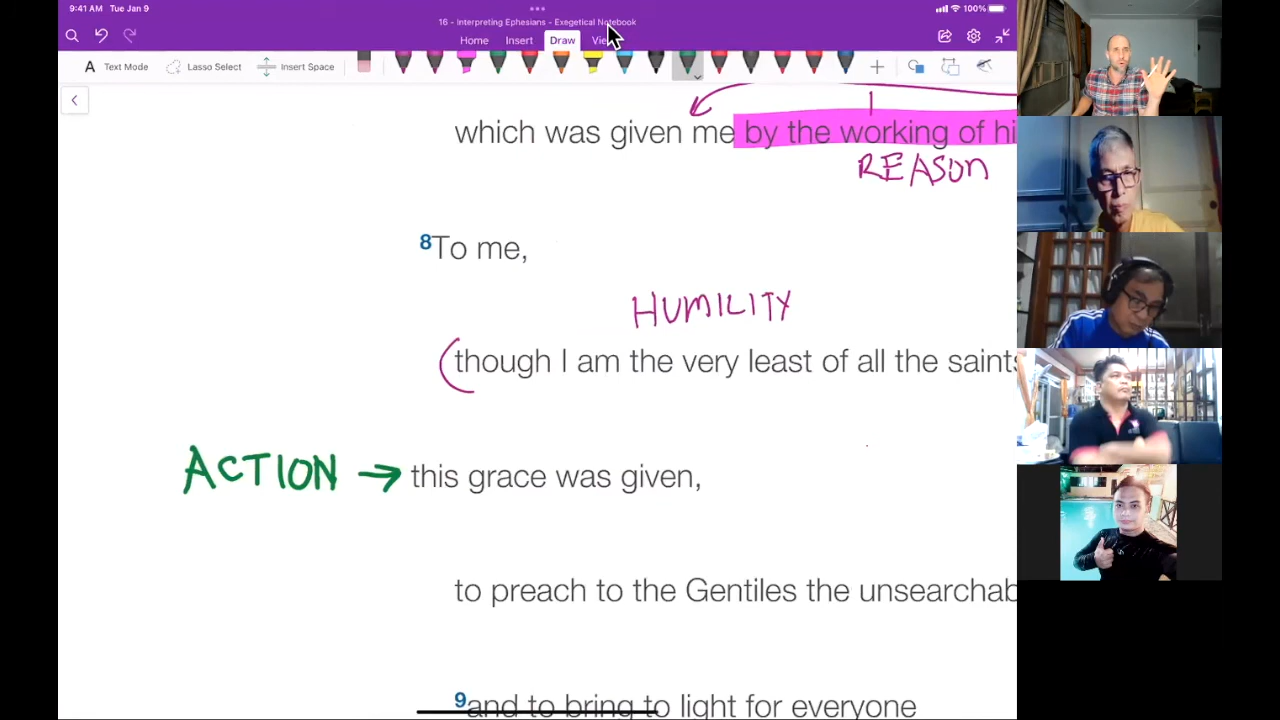 9:41 AM Tue Jan 9
100%
16 - Interpreting Ephesians - Exegetical Notebook
Home Insert Draw
Text Mode Lasso Select Insert Space
which was given me by the working of hi
REASON
8To me,
HUMILITY
(though I am the very least of all the saints
ACTION → this grace was given,
to preach to the Gentiles the unsearchab
9and to bring to light for everyone